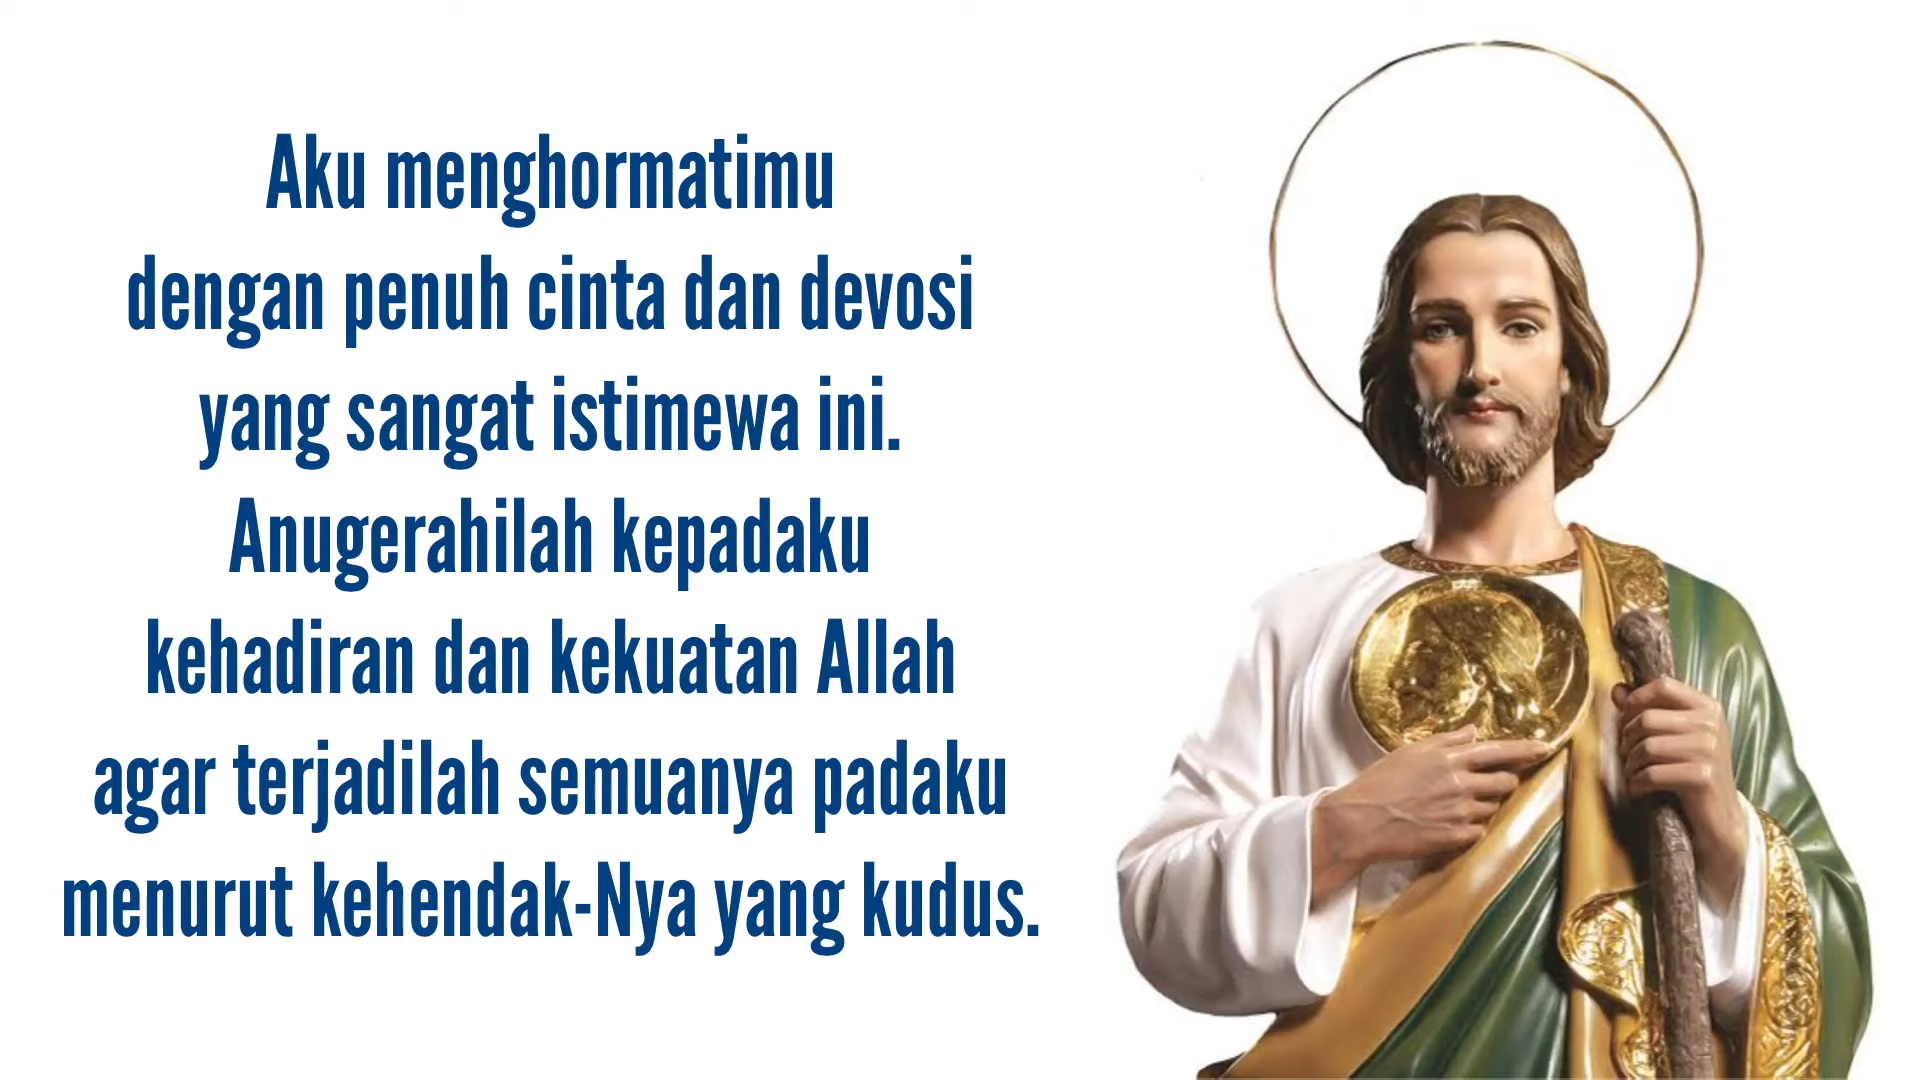 Aku menghormatimu
dengan penuh cinta dan devosi
yang sangat istimewa ini.
Anugerahilah kepadaku
kehadiran dan kekuatan Allah
agar terjadilah semuanya padaku
menurut kehendak-Nya yang kudus.